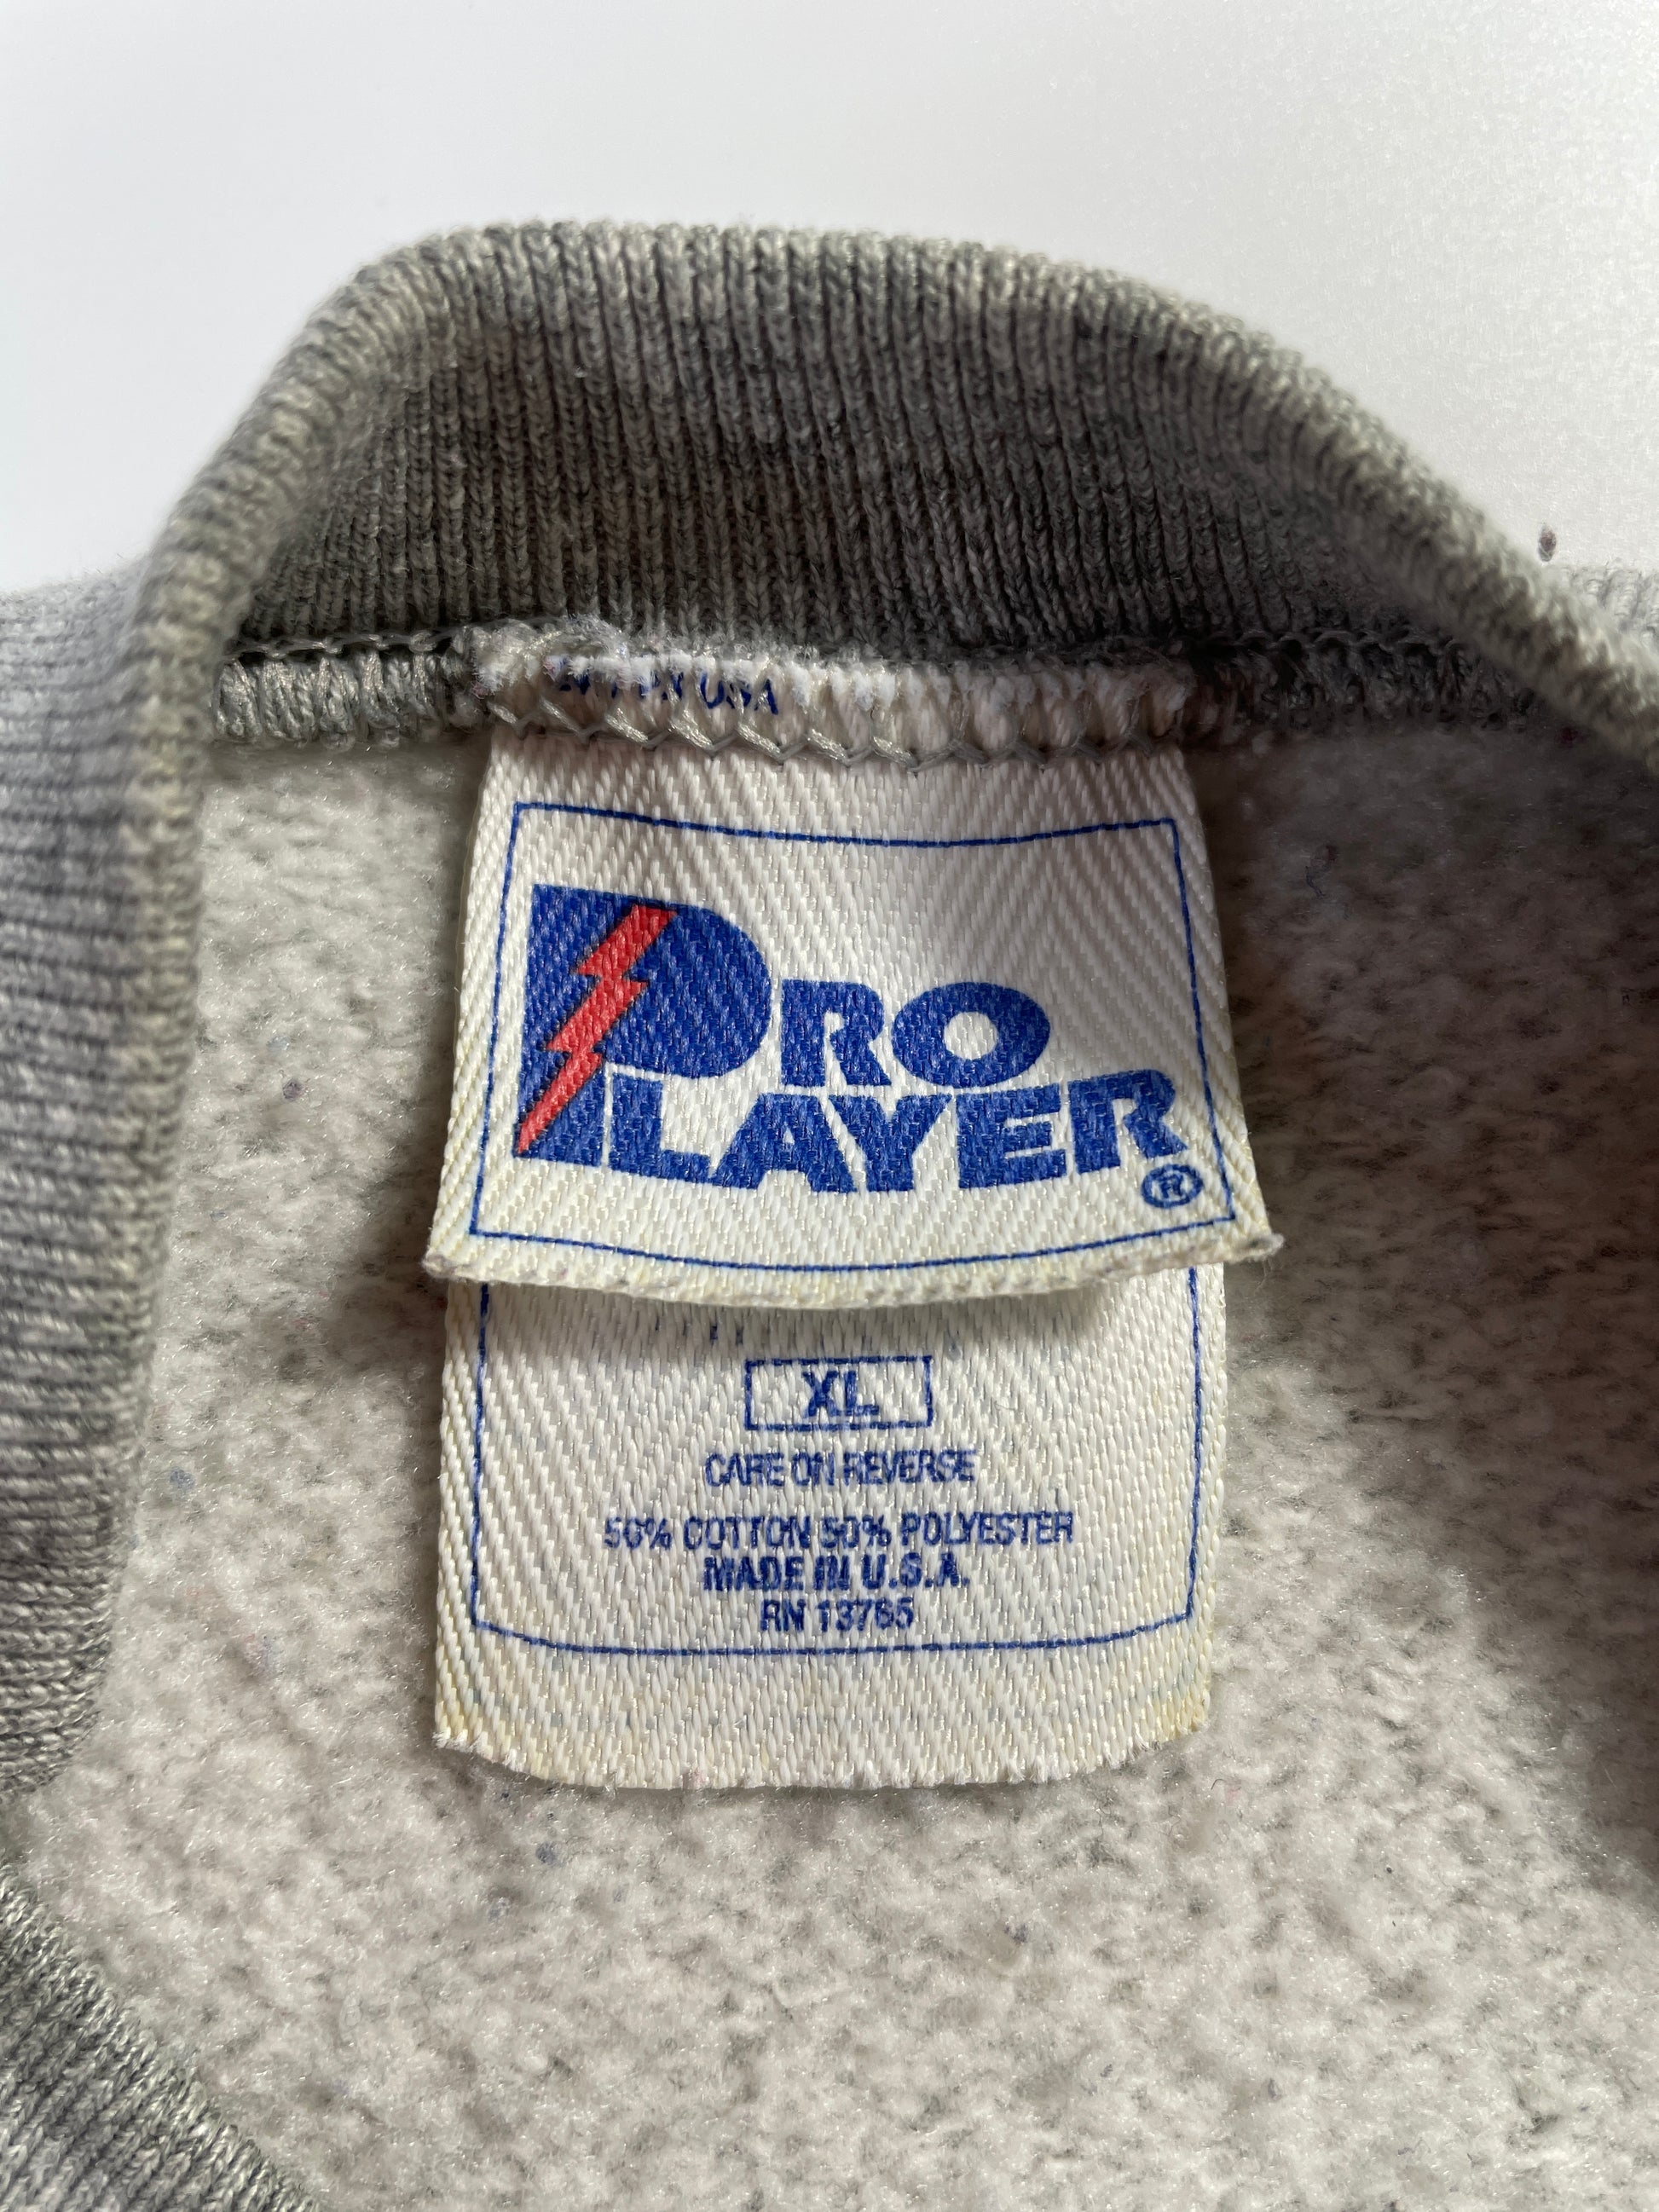 USA
PRO
PLAYER®
XL
CARE ON REVERSE
50% COTTON 50% POLYESTER
MADE IN U.S.A.
RN 13765